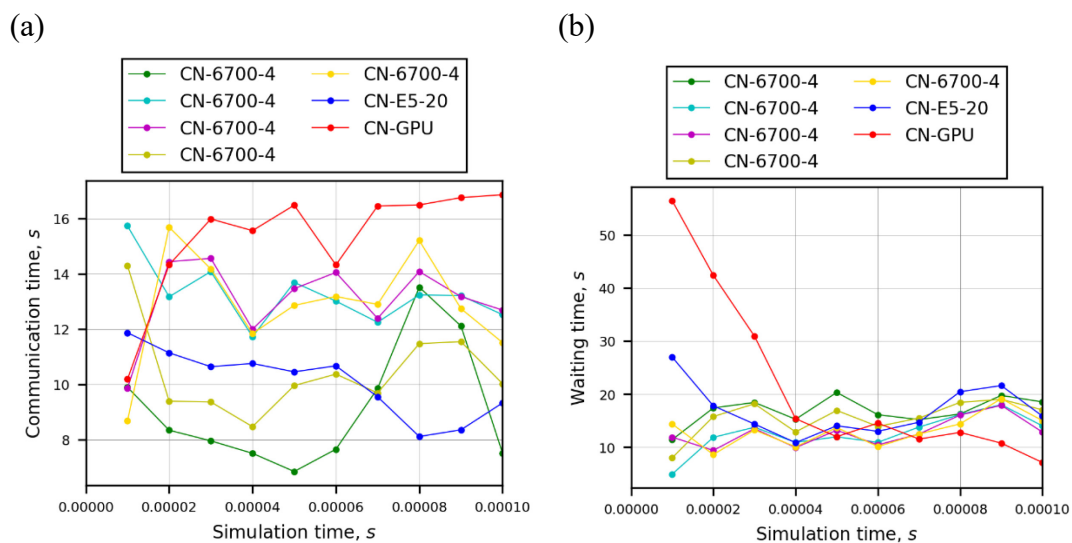 (a)
CN-6700-4
CN-6700-4
CN-6700-4
CN-6700-4
CN-6700-4
CN-E5-20
CN-GPU
Communication time, s
16
14
12
10
8
0.00000 0.00002 0.00004 0.00006 0.00008 0.00010
Simulation time, s
(b)
CN-6700-4
CN-6700-4
CN-6700-4
CN-6700-4
CN-6700-4
CN-E5-20
CN-GPU
Waiting time, s
50
40
30
20
10
0.00000 0.00002 0.00004 0.00006 0.00008 0.00010
Simulation time, s